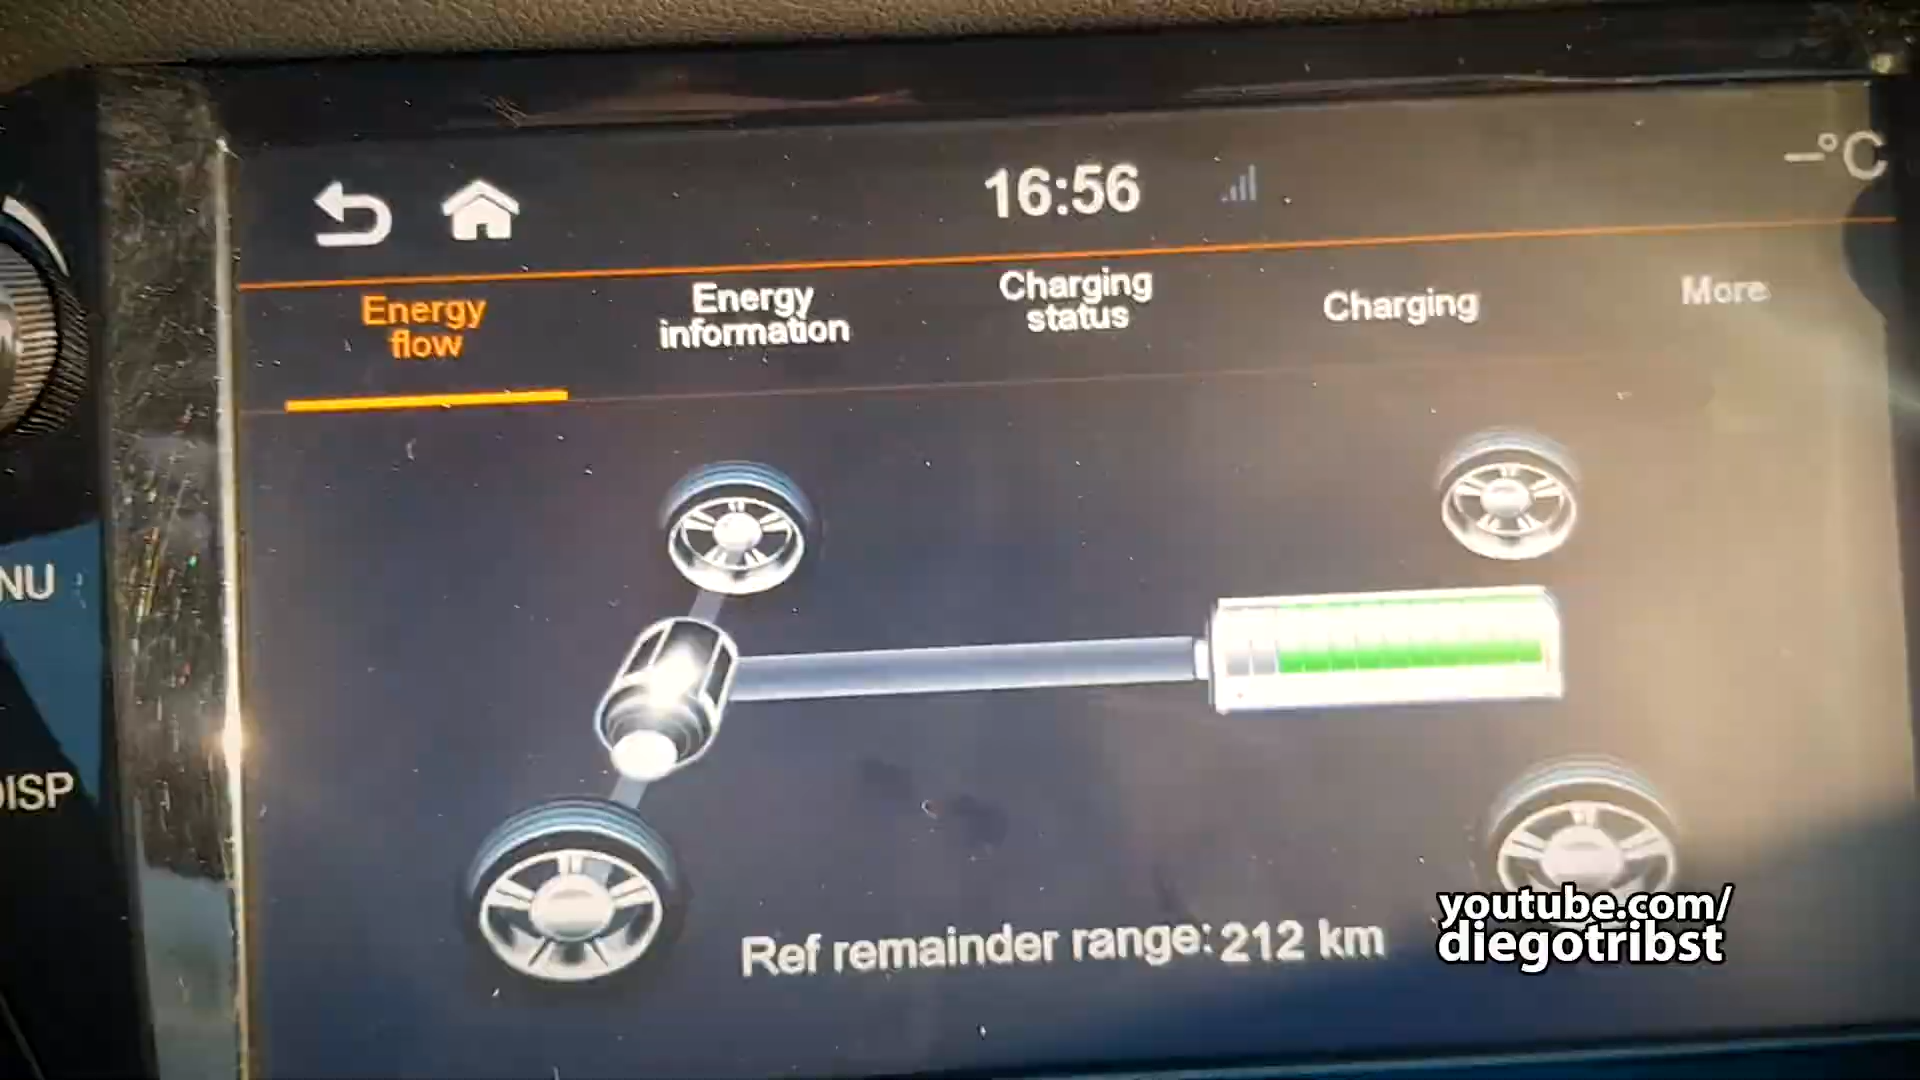 16:56
–°C
Energy
flow
Energy
information
Charging
status
Charging
More
NU
DISP
Ref remainder range: 212 km
youtube.com/
diegotribst